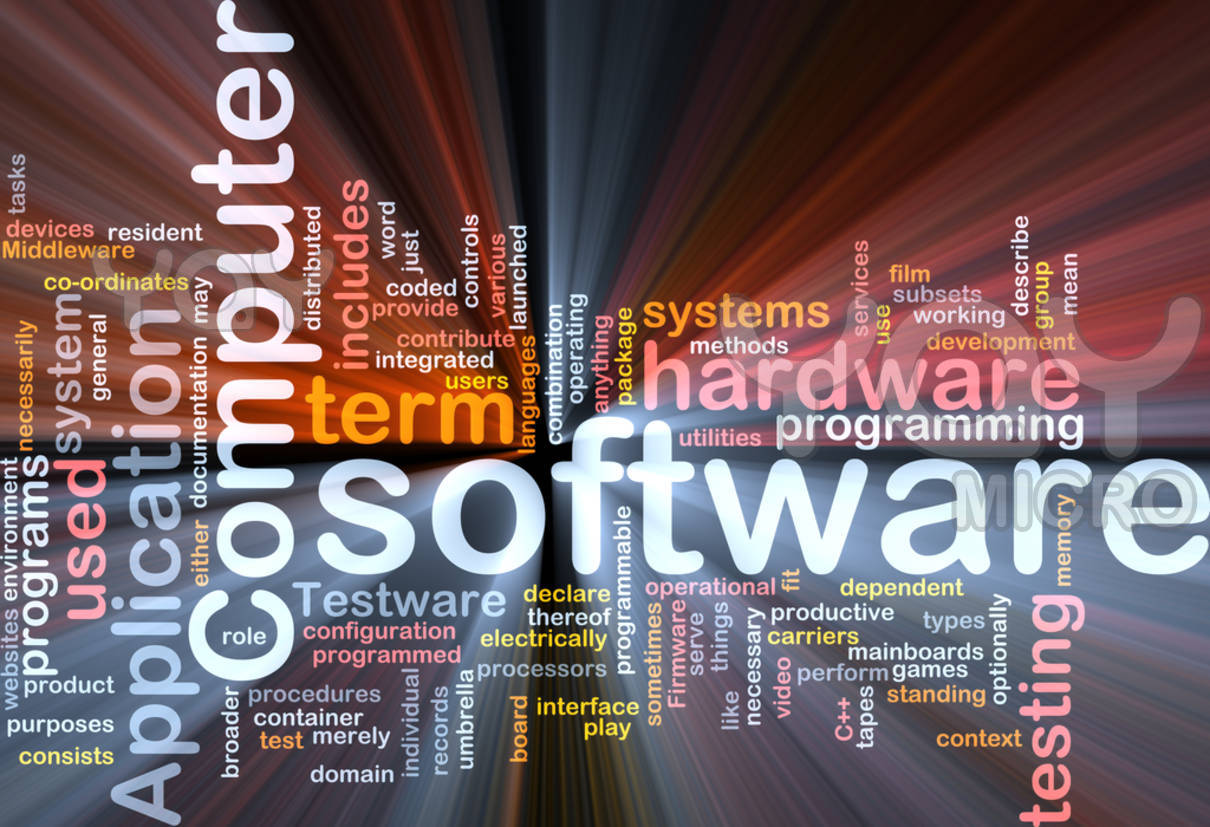 Computer
software
Application
term
hardware
programming
systems
testing
used
programs
system
includes
Testware
tasks
devices
resident
Middleware
co-ordinates
necessarily
general
documentation may
either
environment
websites
product
purposes
consists
distributed
word
just
coded
controls
various
launched
provide
contribute
integrated
users
languages
combination
operating
anything
package
methods
utilities
services
use
film
subsets
working
describe
group
mean
development
memory
role
configuration
programmed
declare
thereof
electrically
processors
programmable
operational
fit
dependent
productive
carriers
types
optionally
mainboards
games
perform
standing
context
sometimes
Firmware
serve
things
necessary
like
video
C++
tapes
procedures
container
test
merely
domain
broader
individual
records
umbrella
board
interface
play
TOY
TOY
MICRO